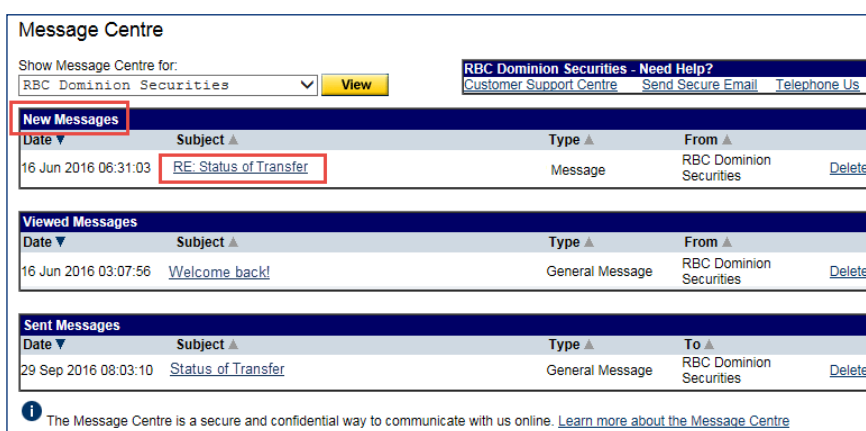 Message Centre
Show Message Centre for:
RBC Dominion Securities View
RBC Dominion Securities - Need Help?
Customer Support Centre Send Secure Email Telephone Us
New Messages
Date Subject Type From
16 Jun 2016 06:31:03 RE: Status of Transfer Message RBC Dominion Securities Delete
Viewed Messages
Date Subject Type From
16 Jun 2016 03:07:56 Welcome back! General Message RBC Dominion Securities Delete
Sent Messages
Date Subject Type To
29 Sep 2016 08:03:10 Status of Transfer General Message RBC Dominion Securities Delete
i The Message Centre is a secure and confidential way to communicate with us online. Learn more about the Message Centre